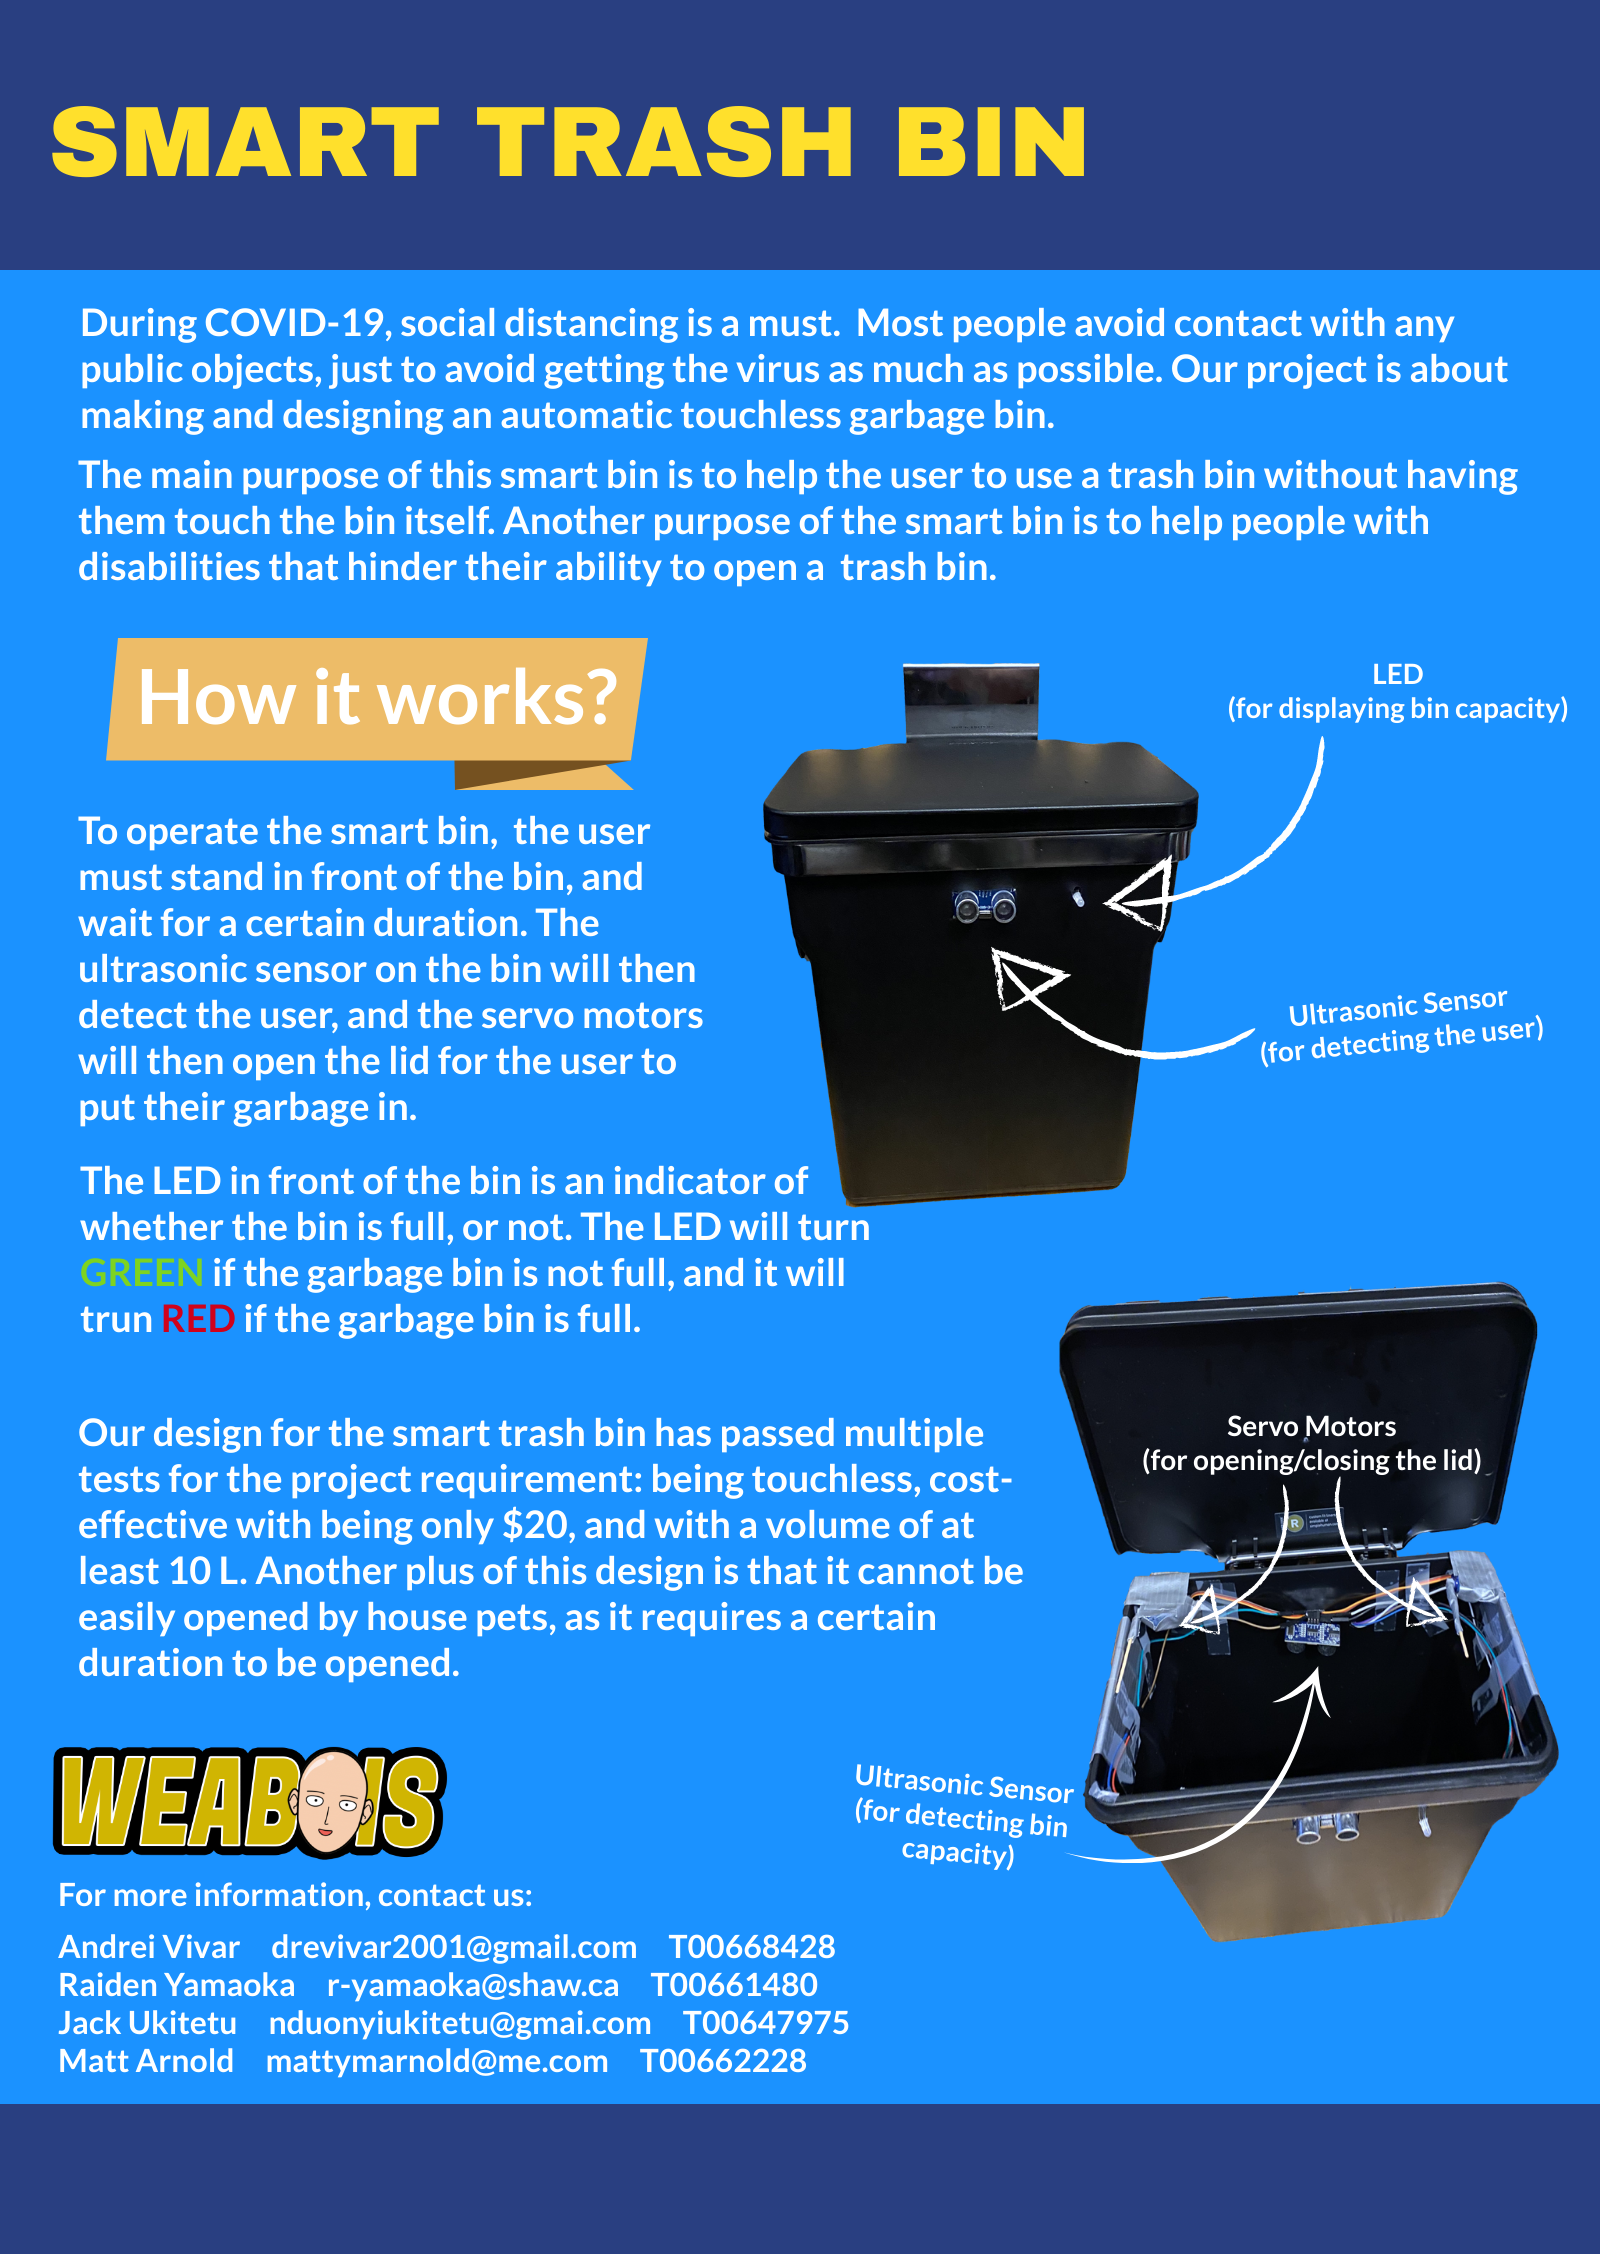 SMART TRASH BIN
During COVID-19, social distancing is a must.  Most people avoid contact with any
public objects, just to avoid getting the virus as much as possible. Our project is about
making and designing an automatic touchless garbage bin.
The main purpose of this smart bin is to help the user to use a trash bin without having
them touch the bin itself. Another purpose of the smart bin is to help people with
disabilities that hinder their ability to open a  trash bin.
How it works?
To operate the smart bin,  the user
must stand in front of the bin, and
wait for a certain duration. The
ultrasonic sensor on the bin will then
detect the user, and the servo motors
will then open the lid for the user to
put their garbage in.
LED
(for displaying bin capacity)
Ultrasonic Sensor
(for detecting the user)
The LED in front of the bin is an indicator of
whether the bin is full, or not. The LED will turn
GREEN if the garbage bin is not full, and it will
trun RED if the garbage bin is full.
Our design for the smart trash bin has passed multiple
tests for the project requirement: being touchless, cost-
effective with being only $20, and with a volume of at
least 10 L. Another plus of this design is that it cannot be
easily opened by house pets, as it requires a certain
duration to be opened.
Servo Motors
(for opening/closing the lid)
R
Ultrasonic Sensor
(for detecting bin
capacity)
WEABOIS
For more information, contact us:
Andrei Vivar    drevivar2001@gmail.com    T00668428
Raiden Yamaoka    r-yamaoka@shaw.ca    T00661480
Jack Ukitetu    nduonyiukitetu@gmai.com    T00647975
Matt Arnold    mattymarnold@me.com    T00662228